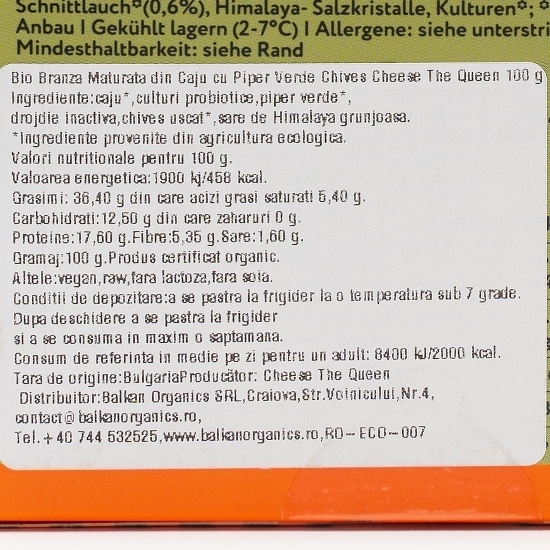 Schnittlauch*(0,6%), Himalaya- Salzkristalle, Kulturen*; *
Anbau | Gekühlt lagern (2-7°C) | Allergene: siehe unterstri
Mindesthaltbarkeit: siehe Rand
Bio Branza Maturata din Caju cu Piper Verde Chives Cheese The Queen 100 g
Ingrediente:caju*,culturi probiotice,piper verde*,
drojdie inactiva,chives uscat*,sare de Himalaya grunjoasa.
*Ingrediente provenite din agricultura ecologica.
Valori nutritionale pentru 100 g.
Valoarea energetica:1900 kj/458 kcal.
Grasimi: 36,40 g din care acizi grasi saturati 5,40 g.
Carbohidrati:12,50 g din care zaharuri 0 g.
Proteine:17,60 g.Fibre:5,35 g.Sare:1,60 g.
Gramaj:100 g.Produs certificat organic.
Altele:vegan,raw,fara lactoza,fara soia.
Conditii de depozitare:a se pastra la frigider la o temperatura sub 7 grade.
Dupa deschidere a se pastra la frigider
si a se consuma in maxim o saptamana.
Consum de referinta in medie pe zi pentru un adult: 8400 kJ/2000 kcal.
Tara de origine:BulgariaProducător: Cheese The Queen
Distribuitor:Balkan Organics SRL,Craiova,Str.Voinicului,Nr.4,
contact@balkanorganics.ro,
Tel.+40 744 532525,www.balkanorganics.ro,RO-ECO-007